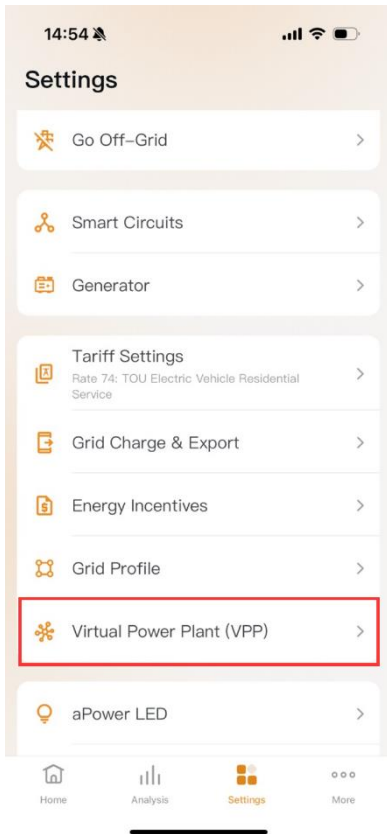 14:54
Settings
Go Off-Grid
Smart Circuits
Generator
Tariff Settings
Rate 74: TOU Electric Vehicle Residential
Service
Grid Charge & Export
Energy Incentives
Grid Profile
Virtual Power Plant (VPP)
aPower LED
Home Analysis Settings More